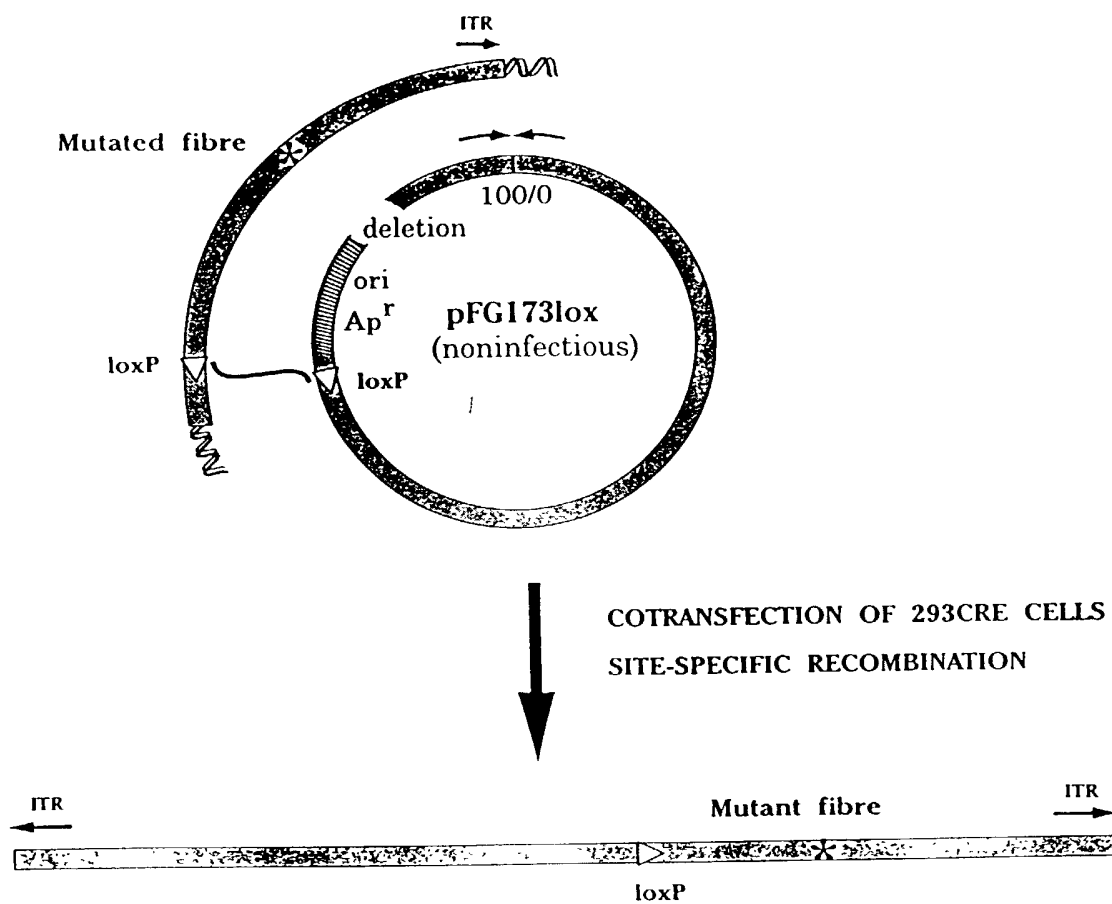 ITR
Mutated fibre
100/0
deletion
ori
Apʳ
pFG173lox
(noninfectious)
loxP
loxP
COTRANSFECTION OF 293CRE CELLS
SITE-SPECIFIC RECOMBINATION
ITR
Mutant fibre
ITR
loxP